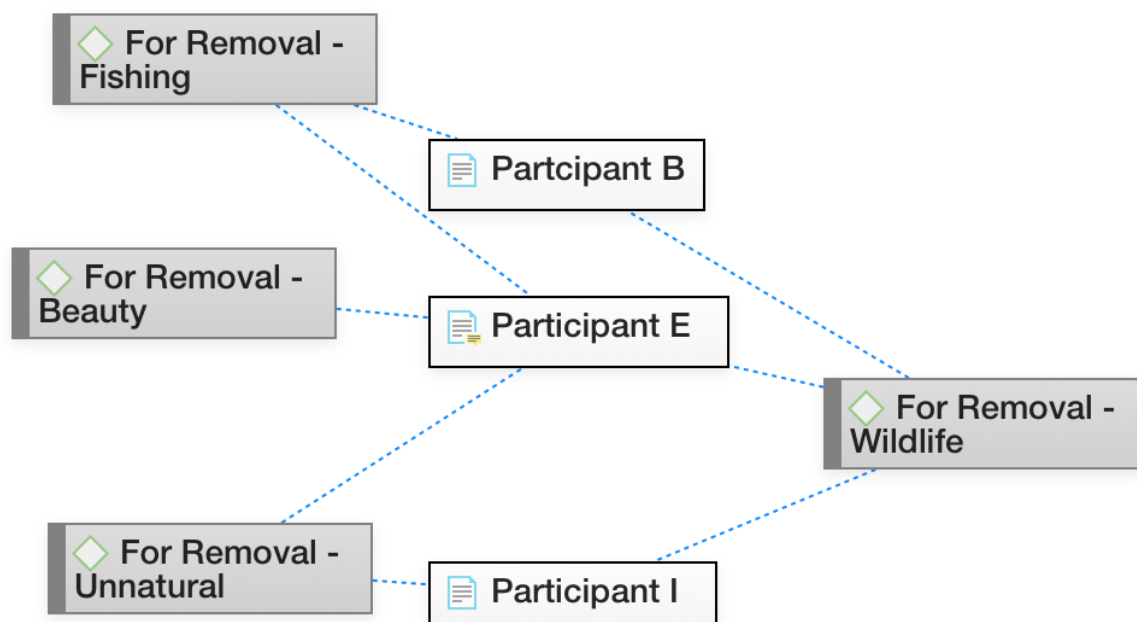 For Removal -
Fishing
Partcipant B
For Removal -
Beauty
Participant E
For Removal -
Wildlife
For Removal -
Unnatural
Participant I